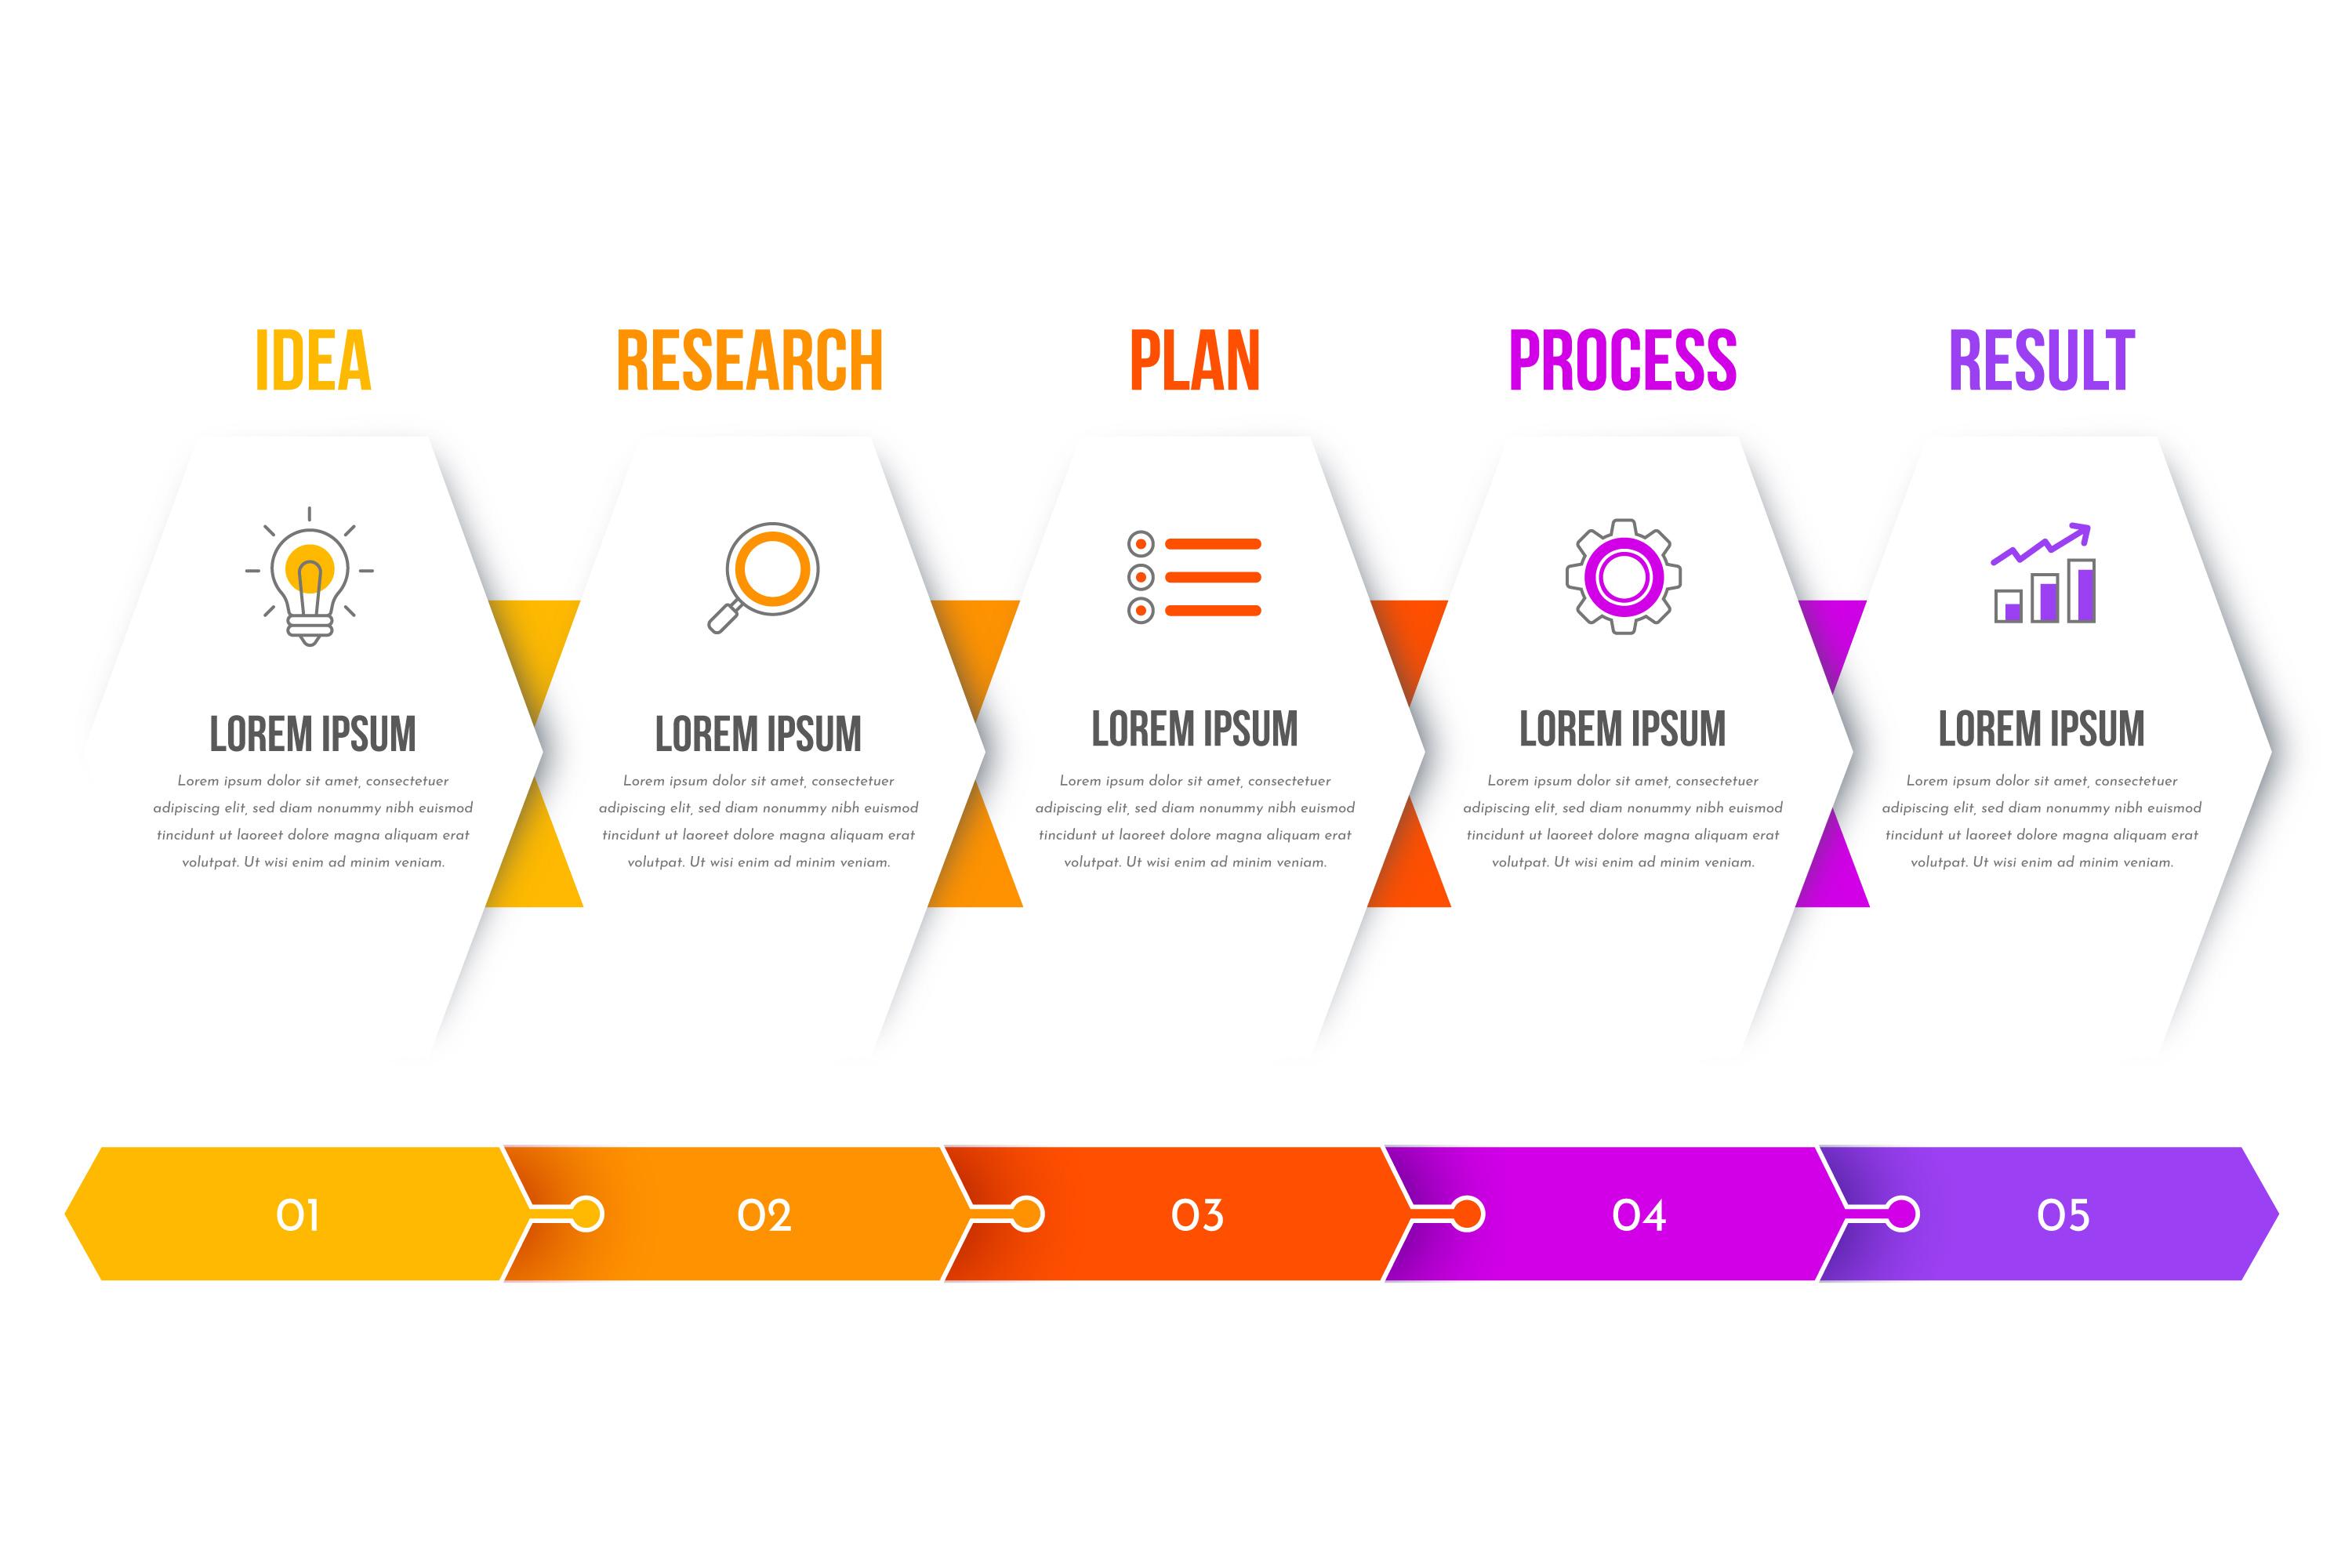 IDEA
LOREM IPSUM
Lorem ipsum dolor sit amet, consectetuer
adipiscing elit, sed diam nonummy nibh euismod
tincidunt ut laoreet dolore magna aliquam erat
volutpat. Ut wisi enim ad minim veniam.
RESEARCH
LOREM IPSUM
Lorem ipsum dolor sit amet, consectetuer
adipiscing elit, sed diam nonummy nibh euismod
tincidunt ut laoreet dolore magna aliquam erat
volutpat. Ut wisi enim ad minim veniam.
PLAN
LOREM IPSUM
Lorem ipsum dolor sit amet, consectetuer
adipiscing elit, sed diam nonummy nibh euismod
tincidunt ut laoreet dolore magna aliquam erat
volutpat. Ut wisi enim ad minim veniam.
PROCESS
LOREM IPSUM
Lorem ipsum dolor sit amet, consectetuer
adipiscing elit, sed diam nonummy nibh euismod
tincidunt ut laoreet dolore magna aliquam erat
volutpat. Ut wisi enim ad minim veniam.
RESULT
LOREM IPSUM
Lorem ipsum dolor sit amet, consectetuer
adipiscing elit, sed diam nonummy nibh euismod
tincidunt ut laoreet dolore magna aliquam erat
volutpat. Ut wisi enim ad minim veniam.
01
02
03
04
05